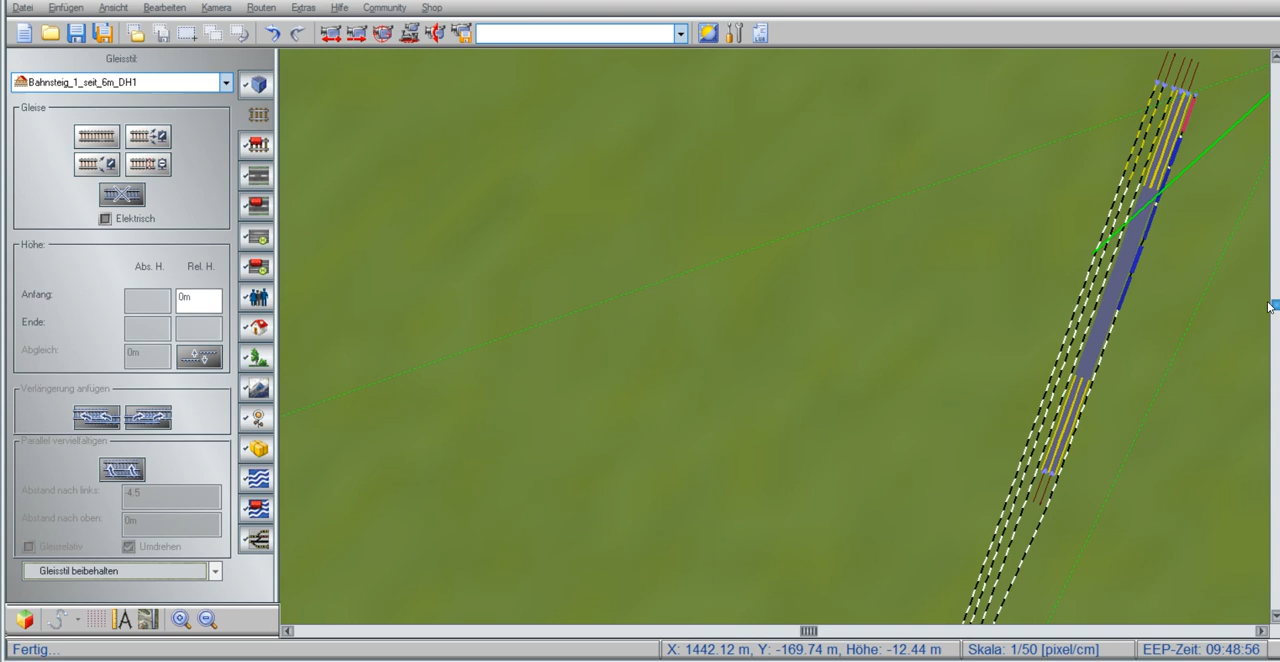 Datei Einfügen Ansicht Bearbeiten Kamera Routen Extras Hilfe Community Shop
Gleisstil:
Bahnsteig_1_seit_6m_DH1
Gleise
Elektrisch
Höhe:
Abs. H. Rel. H.
Anfang: 0m
Ende:
Abgleich: 0m
Verlängerung anfügen
Parallel vervielfältigen
Abstand nach links: -4.5
Abstand nach oben: 0m
Gleisrelativ Umdrehen
Gleisstil beibehalten
Fertig... X: 1442.12 m, Y: -169.74 m, Höhe: -12.44 m Skala: 1/50 [pixel/cm] EEP-Zeit: 09:48:56